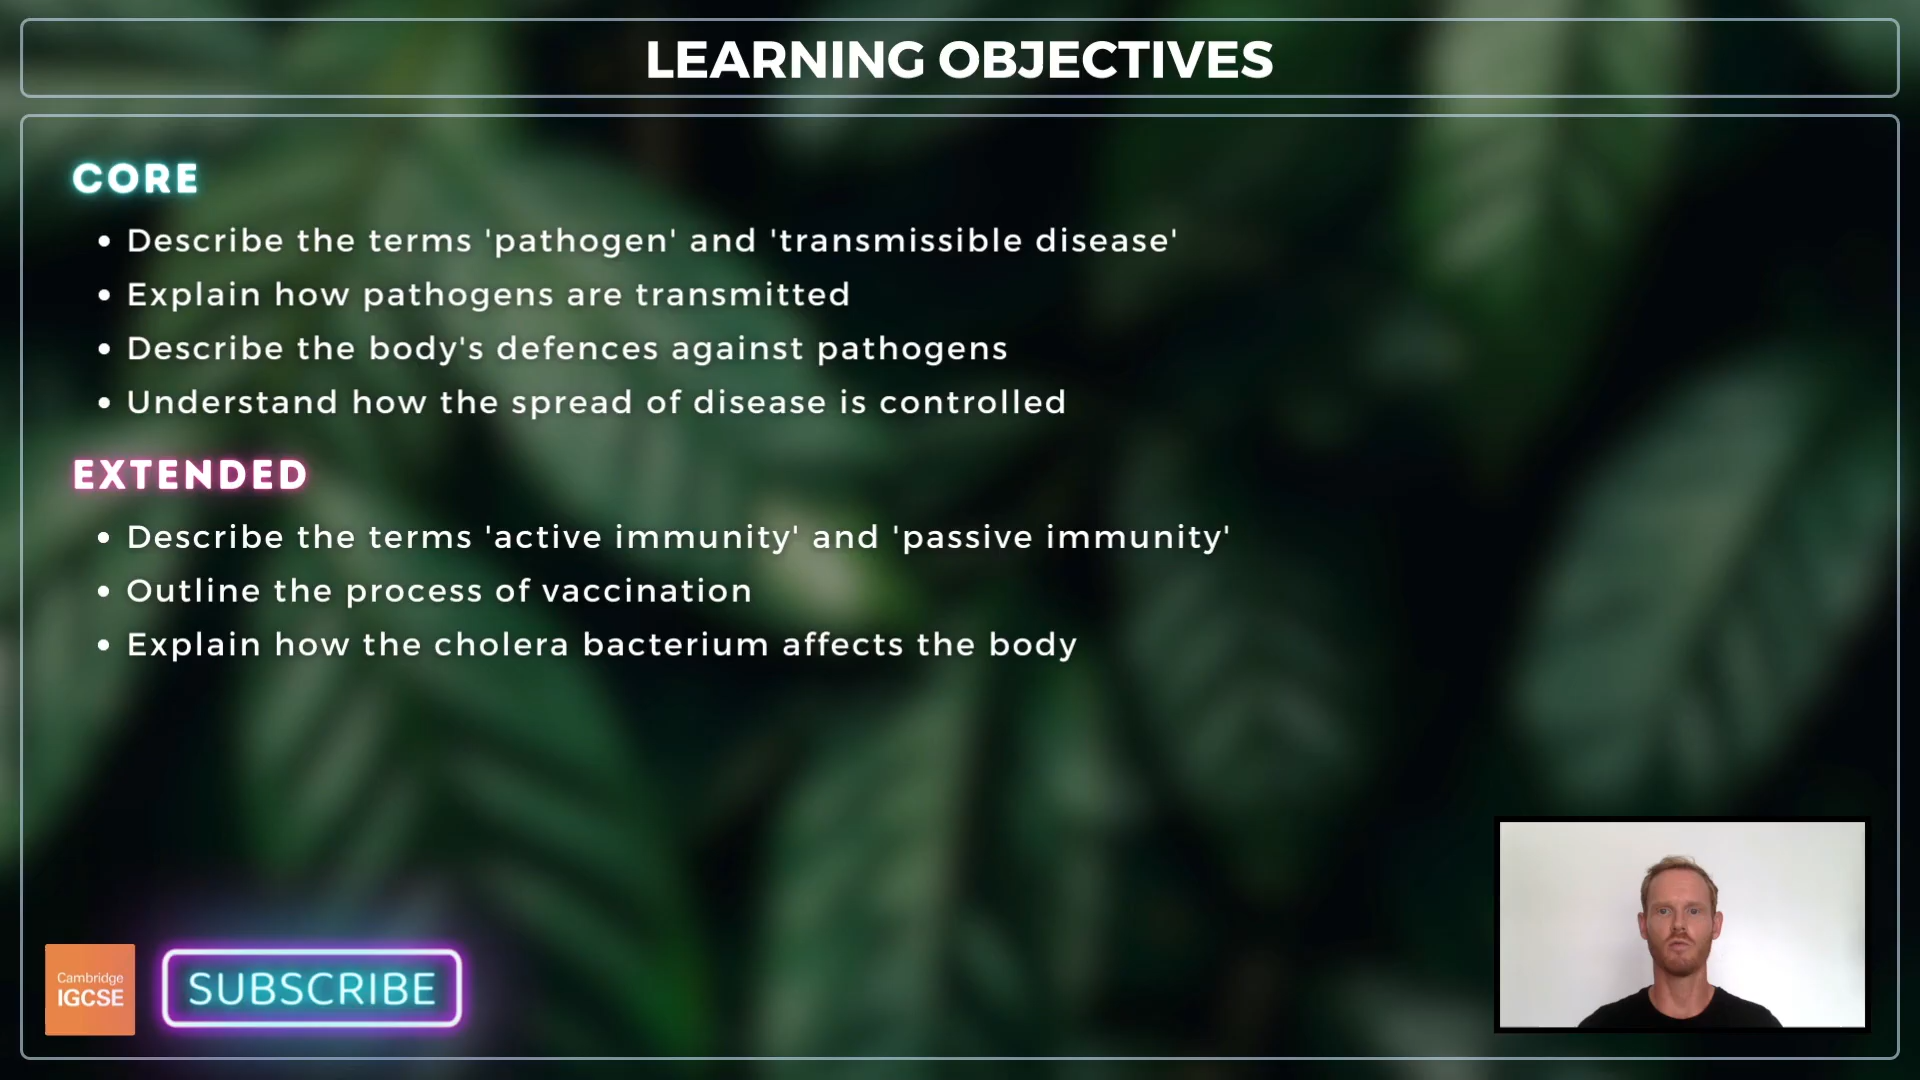 LEARNING OBJECTIVES
CORE
• Describe the terms 'pathogen' and 'transmissible disease'
• Explain how pathogens are transmitted
• Describe the body's defences against pathogens
• Understand how the spread of disease is controlled
EXTENDED
• Describe the terms 'active immunity' and 'passive immunity'
• Outline the process of vaccination
• Explain how the cholera bacterium affects the body
Cambridge
IGCSE
SUBSCRIBE